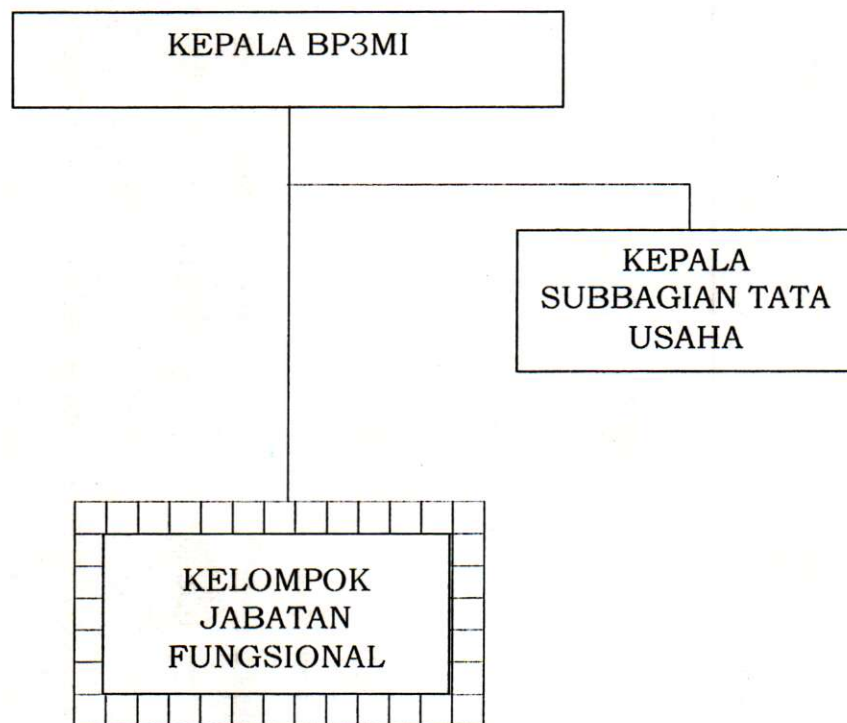 KEPALA BP3MI
KEPALA
SUBBAGIAN TATA
USAHA
KELOMPOK
JABATAN
FUNGSIONAL